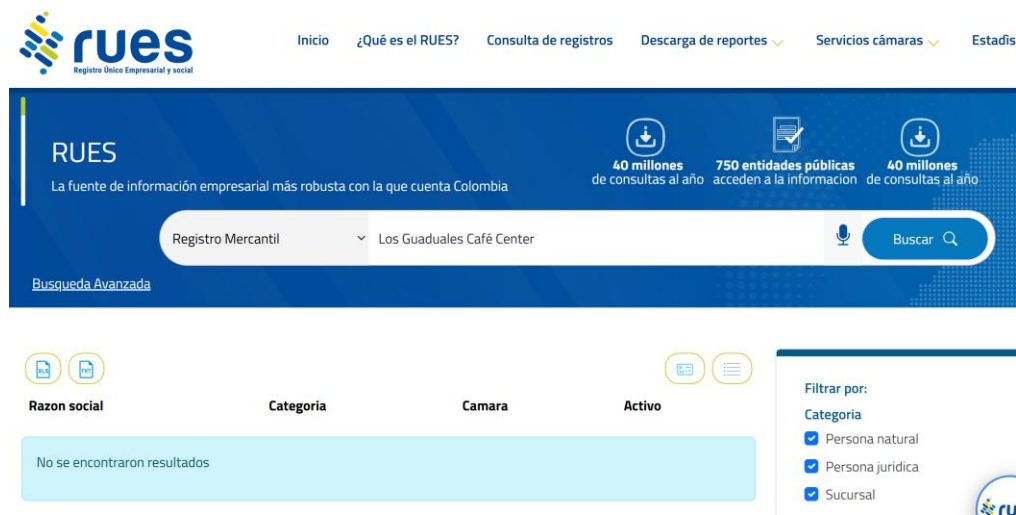 rues
Registro Único Empresarial y social
Inicio ¿Qué es el RUES? Consulta de registros Descarga de reportes Servicios cámaras Estadís
RUES
La fuente de información empresarial más robusta con la que cuenta Colombia
40 millones
de consultas al año
750 entidades públicas
acceden a la informacion
40 millones
de consultas al año
Registro Mercantil Los Guaduales Café Center Buscar
Busqueda Avanzada
XLS TXT
Razon social Categoria Camara Activo
No se encontraron resultados
Filtrar por:
Categoria
Persona natural
Persona juridica
Sucursal
ru